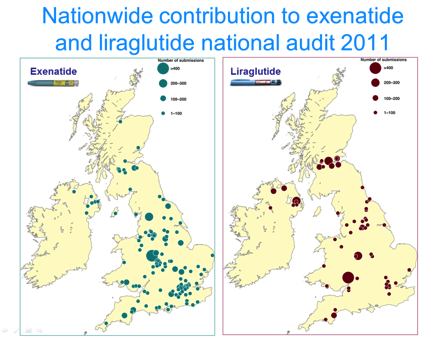 Nationwide contribution to exenatide
and liraglutide national audit 2011
Exenatide
Number of submissions
>400
200–300
100–200
1–100
Liraglutide
Number of submissions
>400
200–300
100–200
1–100